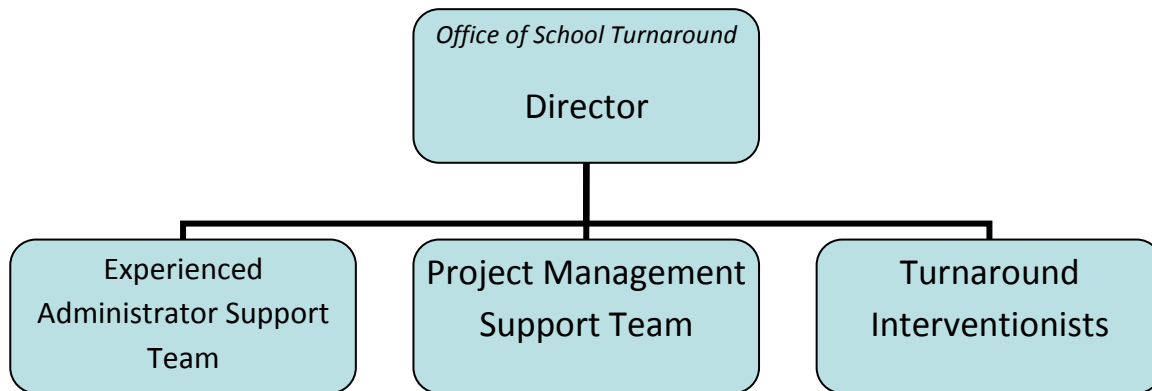 Office of School Turnaround
Director
Experienced
Administrator Support
Team
Project Management
Support Team
Turnaround
Interventionists